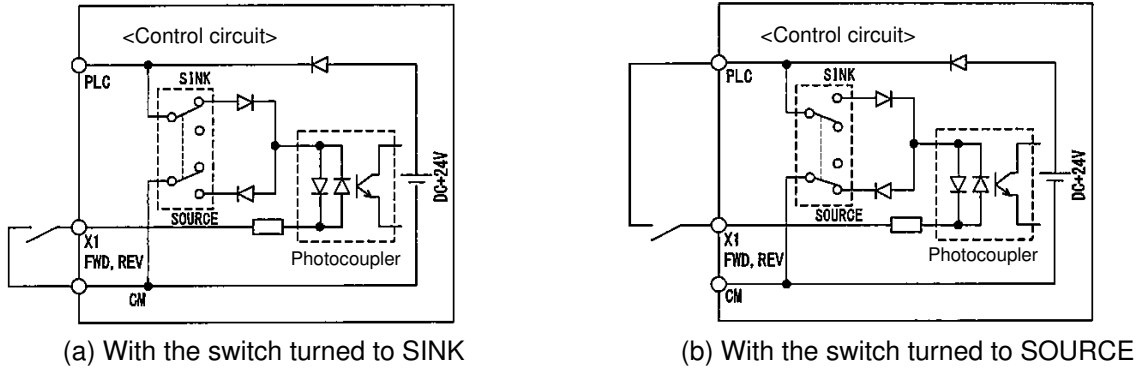 <Control circuit>
PLC
SINK
SOURCE
DC+24V
X1
FWD, REV
Photocoupler
CM
(a) With the switch turned to SINK
<Control circuit>
PLC
SINK
SOURCE
DC+24V
X1
FWD, REV
Photocoupler
CM
(b) With the switch turned to SOURCE